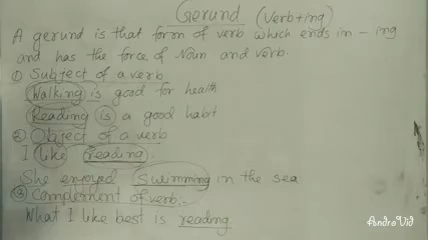 Gerund (Verb+ing)
A gerund is that form of verb which ends in - ing
and has the force of Noun and verb.
① Subject of a verb
Walking is good for health
Reading is a good habit
② Object of a verb
I like reading.
She enjoyed swimming in the sea
③ Complement of verb.
What I like best is reading
AndroVid